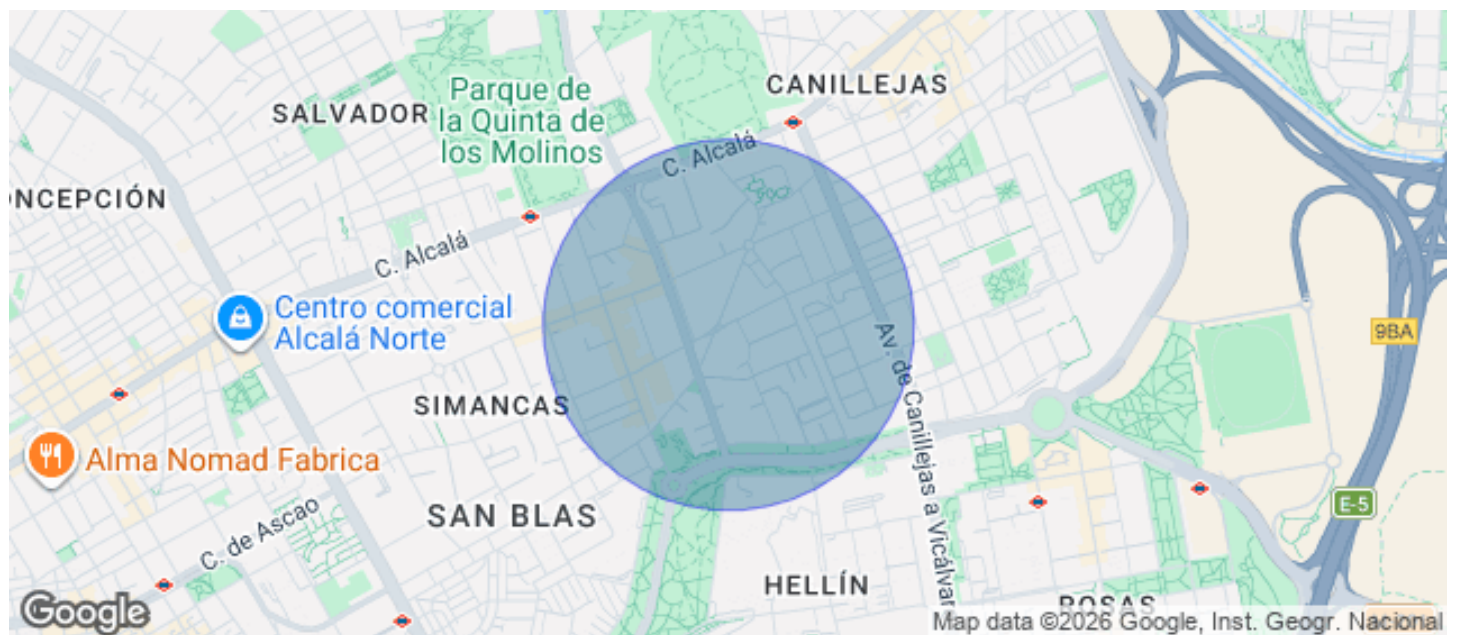 CANILLEJAS
Parque de
la Quinta de
los Molinos
SALVADOR
C. Alcalá
NCEPCIÓN
C. Alcalá
Centro comercial
Alcalá Norte
9BA
Av. de Canillejas a Vicálvar
SIMANCAS
Alma Nomad Fabrica
E-5
SAN BLAS
C. de Ascao
HELLÍN
ROSAS
Google
Map data ©2026 Google, Inst. Geogr. Nacional